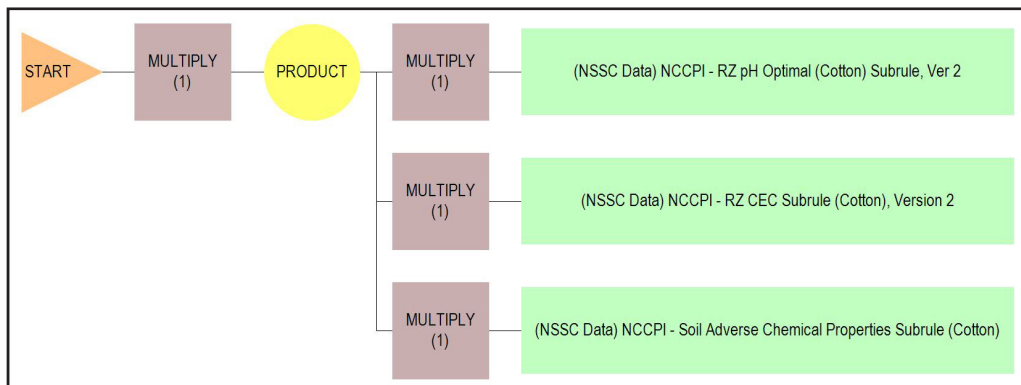 START
MULTIPLY
(1)
PRODUCT
MULTIPLY
(1)
(NSSC Data) NCCPI - RZ pH Optimal (Cotton) Subrule, Ver 2
MULTIPLY
(1)
(NSSC Data) NCCPI - RZ CEC Subrule (Cotton), Version 2
MULTIPLY
(1)
(NSSC Data) NCCPI - Soil Adverse Chemical Properties Subrule (Cotton)